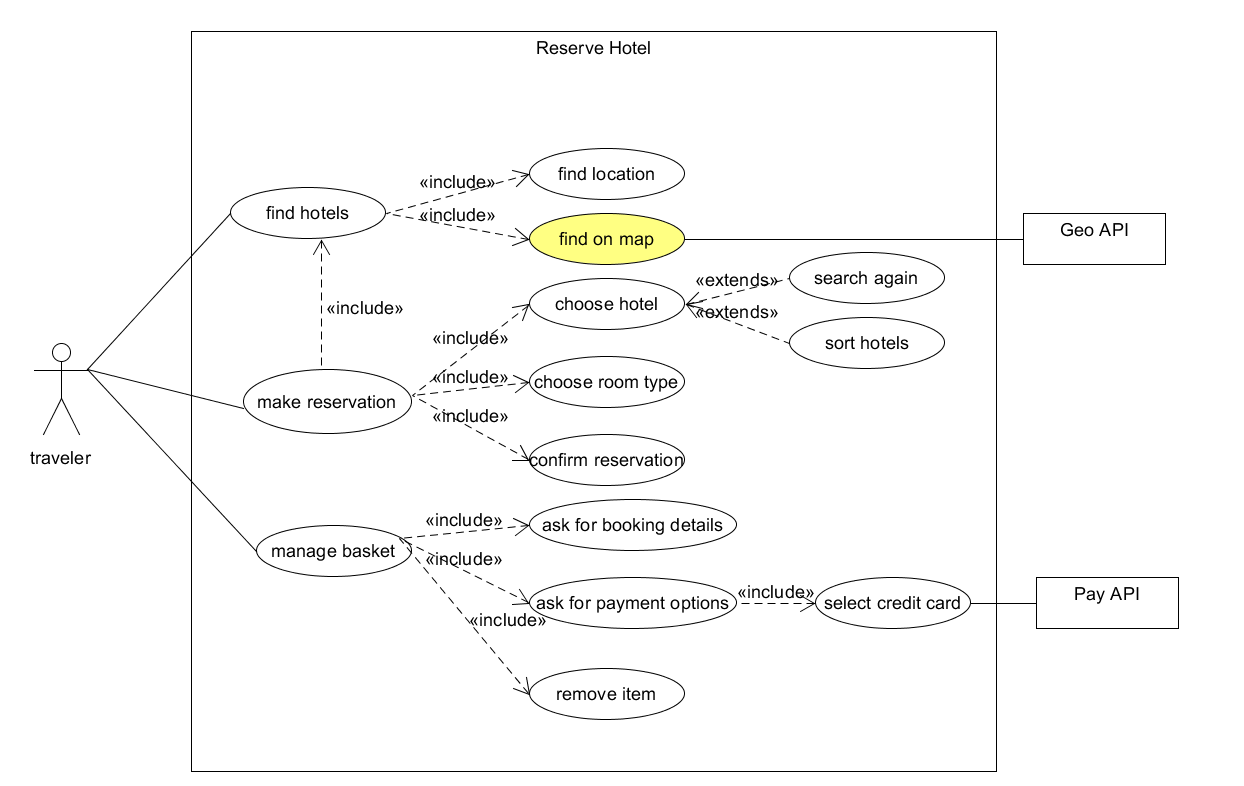 Reserve Hotel
find location
«include»
find hotels
«include»
find on map
Geo API
search again
«extends»
choose hotel
«include»
«extends»
sort hotels
«include»
choose room type
«include»
make reservation
«include»
traveler
confirm reservation
«include»
ask for booking details
manage basket
«include»
«include»
Pay API
ask for payment options
select credit card
«include»
remove item